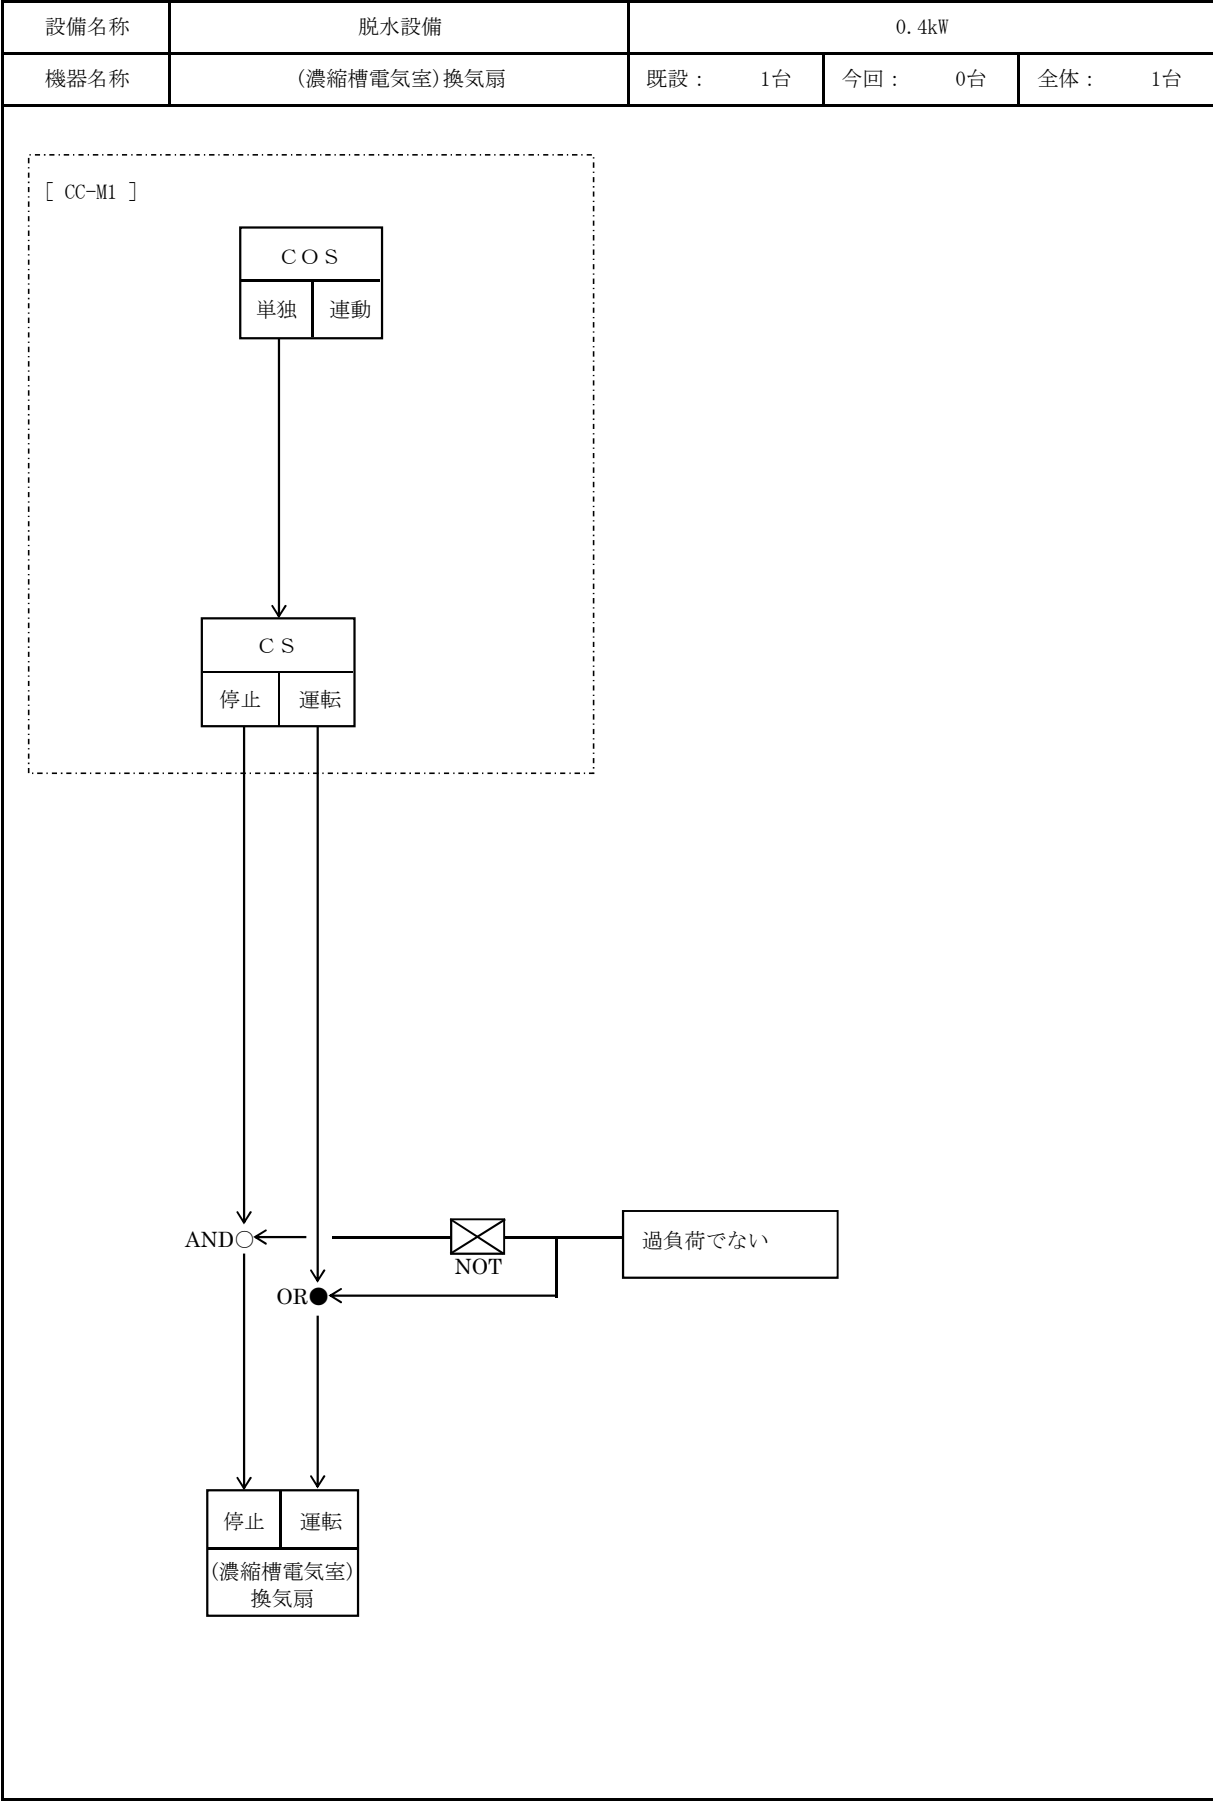 設備名称 脱水設備 0.4kW
機器名称 (濃縮槽電気室)換気扇 既設： 1台 今回： 0台 全体： 1台
[ CC-M1 ]
ＣＯＳ
単独 連動
ＣＳ
停止 運転
AND 過負荷でない
NOT
OR
停止 運転
(濃縮槽電気室)
換気扇